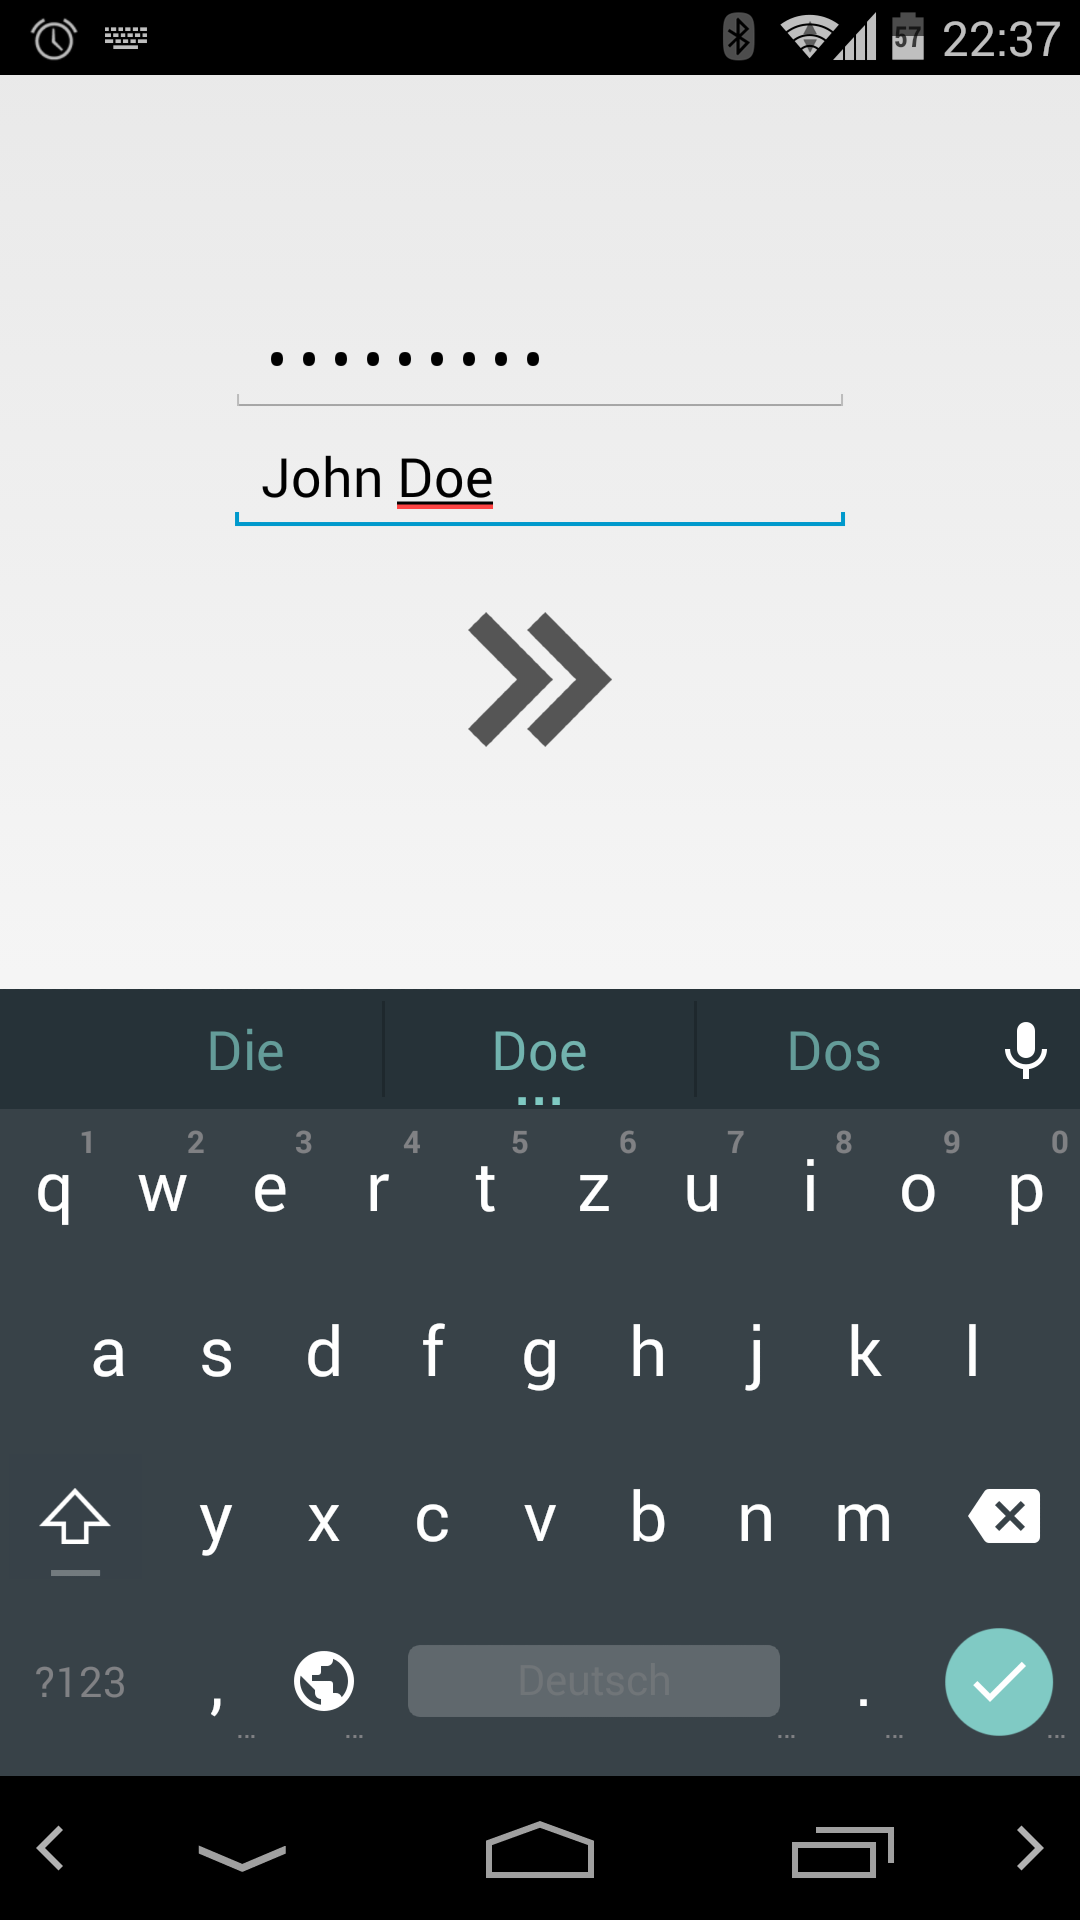 57 22:37
•••••••••
John Doe
Die Doe Dos
1 2 3 4 5 6 7 8 9 0
q w e r t z u i o p
a s d f g h j k l
y x c v b n m
?123 , Deutsch .